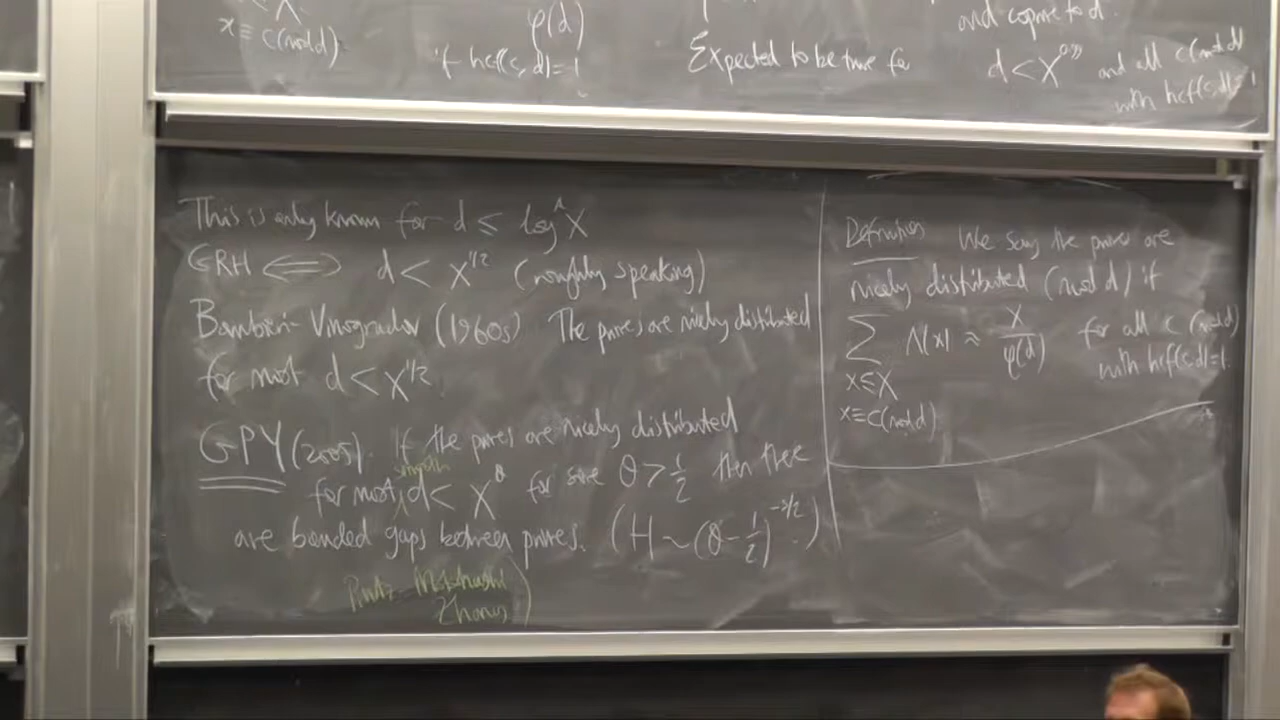 x ≡ c(mod d)
φ(d)
if hcf(c,d)=1
Expected to be true for
and coprime to d.
d < X^0.99 and all c(mod d)
with hcf(c,d)=1
This is only known for d ≤ log^A X
GRH ⟺ d < X^1/2 (roughly speaking)
Bombieri-Vinogradov (1960s) The primes are nicely distributed
for most d < X^1/2.
GPY (2005). If the primes are nicely distributed
for most smooth d < X^θ for some θ > 1/2 then there
are bounded gaps between primes. (H ~ (θ - 1/2)^-3/2.)
Pintz - Motohashi
Zhang)
Definition We say the primes are
nicely distributed (mod d) if
∑ Λ(x) ≈ X/φ(d) for all c (mod d)
x≤X with hcf(c,d)=1.
x≡c(mod d)